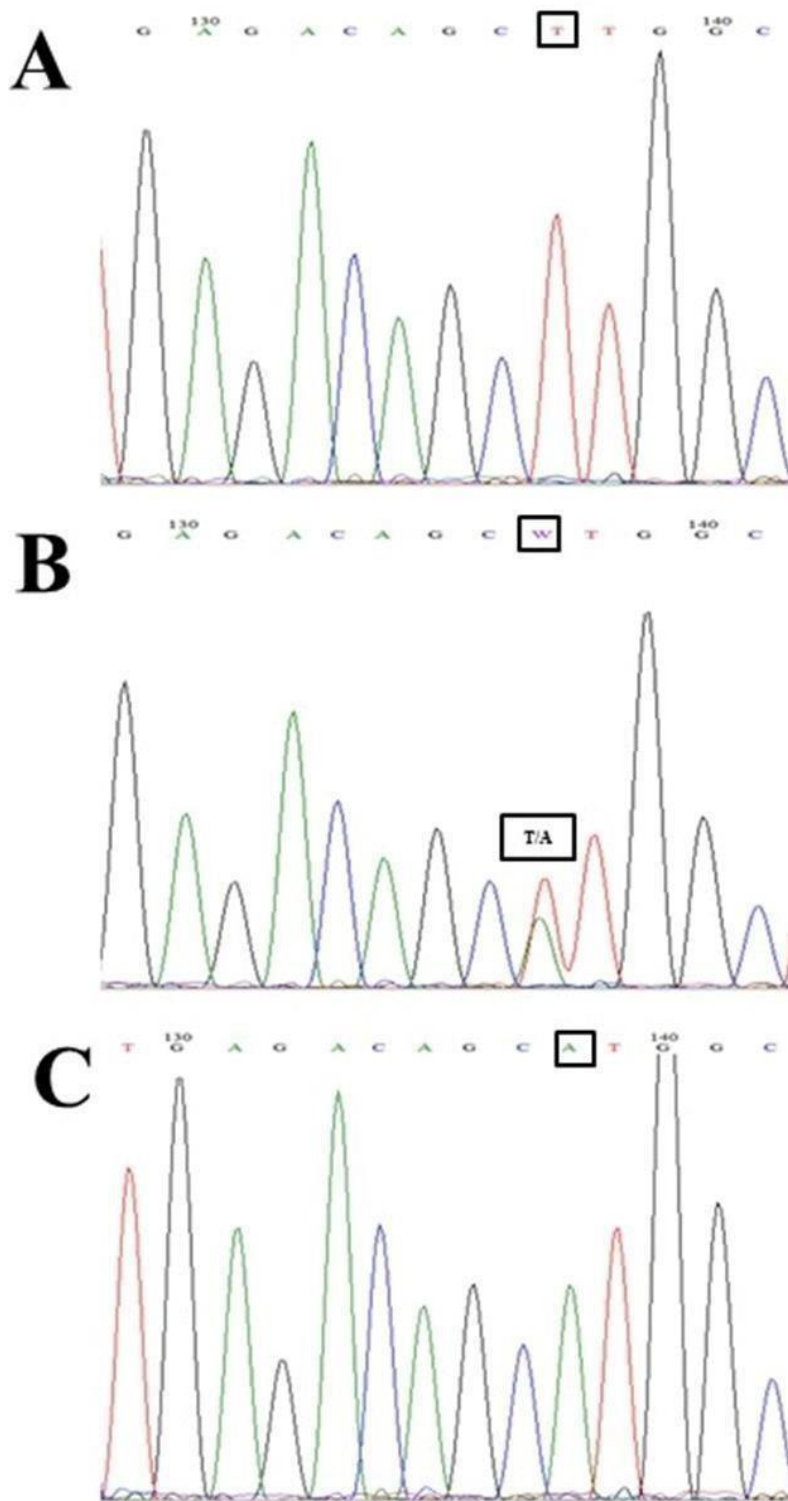 130 140
G A G A C A G C T T G G C
A
130 140
G A G A C A G C W T G G C
B
T/A
130 140
T G A G A C A G C A T G G C
C